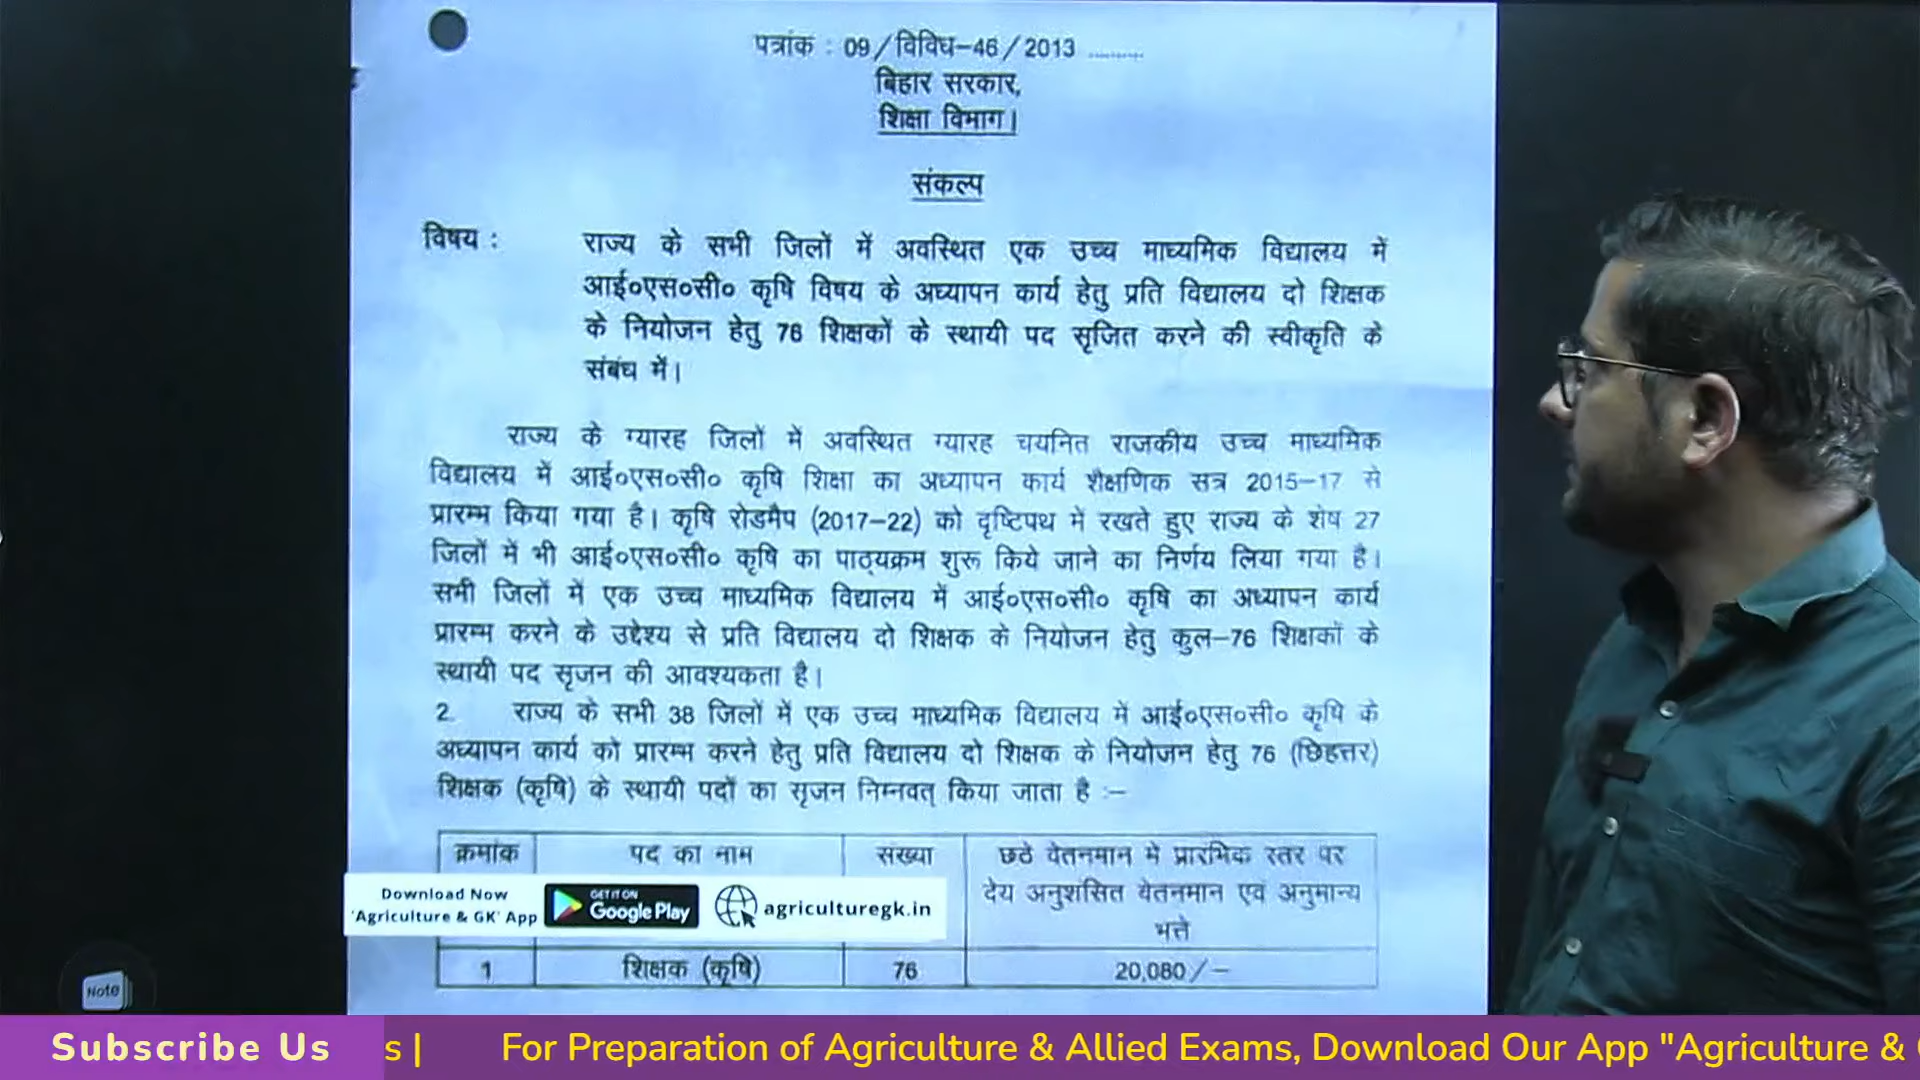 पत्रांक : 09/विविध-46/2013 ..........
बिहार सरकार,
शिक्षा विभाग।
संकल्प
विषय : राज्य के सभी जिलों में अवस्थित एक उच्च माध्यमिक विद्यालय में
आई०एस०सी० कृषि विषय के अध्यापन कार्य हेतु प्रति विद्यालय दो शिक्षक
के नियोजन हेतु 76 शिक्षकों के स्थायी पद सृजित करने की स्वीकृति के
संबंध में।
राज्य के ग्यारह जिलों में अवस्थित ग्यारह चयनित राजकीय उच्च माध्यमिक
विद्यालय में आई०एस०सी० कृषि शिक्षा का अध्यापन कार्य शैक्षणिक सत्र 2015-17 से
प्रारम्भ किया गया है। कृषि रोडमैप (2017-22) को दृष्टिपथ में रखते हुए राज्य के शेष 27
जिलों में भी आई०एस०सी० कृषि का पाठ्यक्रम शुरू किये जाने का निर्णय लिया गया है।
सभी जिलों में एक उच्च माध्यमिक विद्यालय में आई०एस०सी० कृषि का अध्यापन कार्य
प्रारम्भ करने के उद्देश्य से प्रति विद्यालय दो शिक्षक के नियोजन हेतु कुल-76 शिक्षकों के
स्थायी पद सृजन की आवश्यकता है।
2. राज्य के सभी 38 जिलों में एक उच्च माध्यमिक विद्यालय में आई०एस०सी० कृषि के
अध्यापन कार्य को प्रारम्भ करने हेतु प्रति विद्यालय दो शिक्षक के नियोजन हेतु 76 (छिहत्तर)
शिक्षक (कृषि) के स्थायी पदों का सृजन निम्नवत् किया जाता है :-
क्रमांक पद का नाम संख्या छठे वेतनमान में प्रारंभिक स्तर पर
देय अनुशंसित वेतनमान एवं अनुमान्य
भत्ते
Download Now
'Agriculture & GK' App
GET IT ON
Google Play
agriculturegk.in
1 शिक्षक (कृषि) 76 20,080/-
Note
Subscribe Us s | For Preparation of Agriculture & Allied Exams, Download Our App "Agriculture &